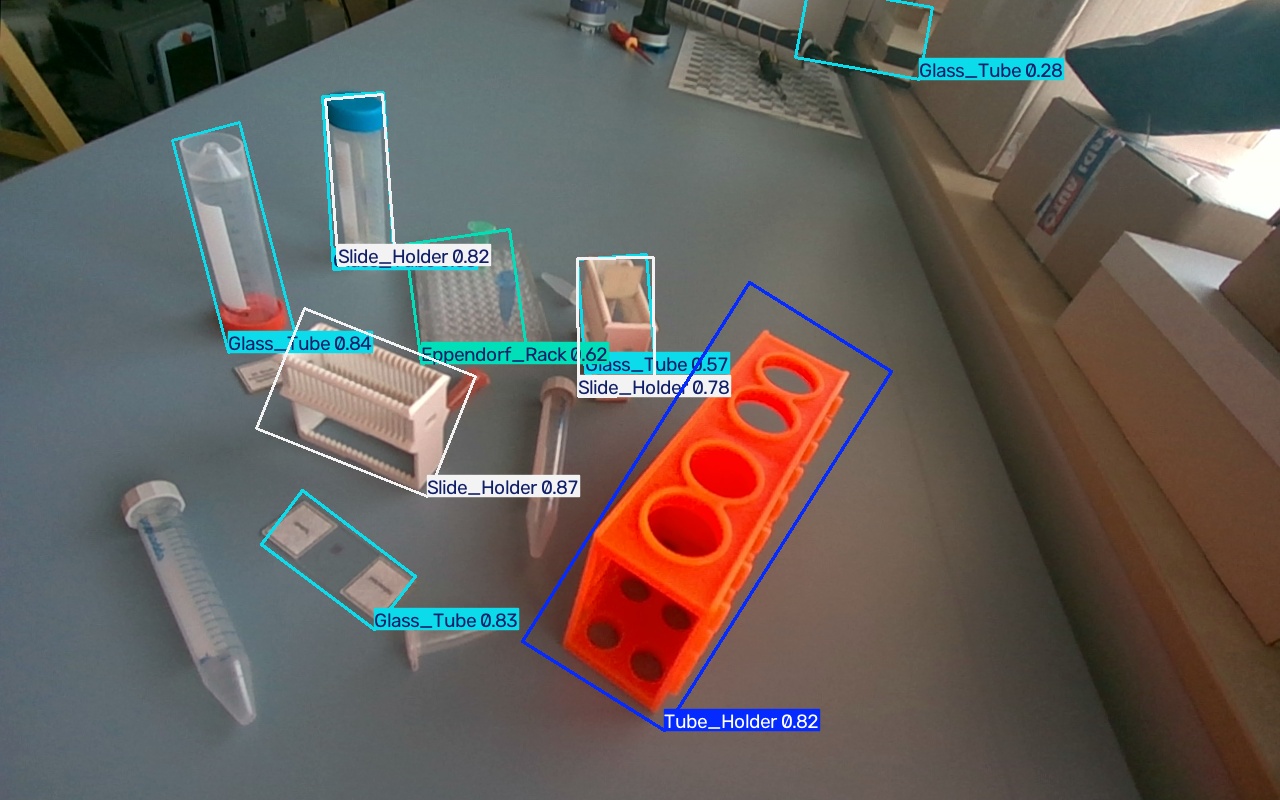 Glass_Tube 0.28
Slide_Holder 0.82
Glass_Tube 0.84
Eppendorf_Rack 0.62
Glass_Tube 0.57
Slide_Holder 0.78
Slide_Holder 0.87
Glass_Tube 0.83
Tube_Holder 0.82